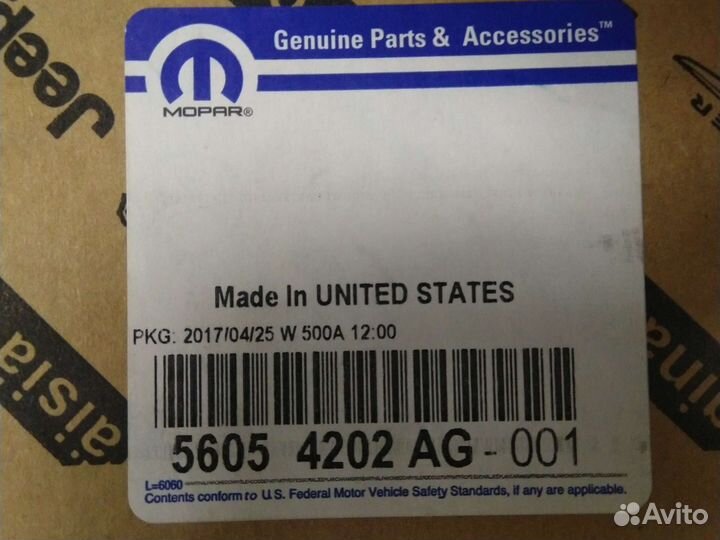 Genuine Parts & Accessories™
MOPAR®
Jeep
Made In UNITED STATES
PKG: 2017/04/25 W 500A 12:00
5605 4202 AG - 001
L=6060
Contents conform to U.S. Federal Motor Vehicle Safety Standards, if any are applicable.
Avito